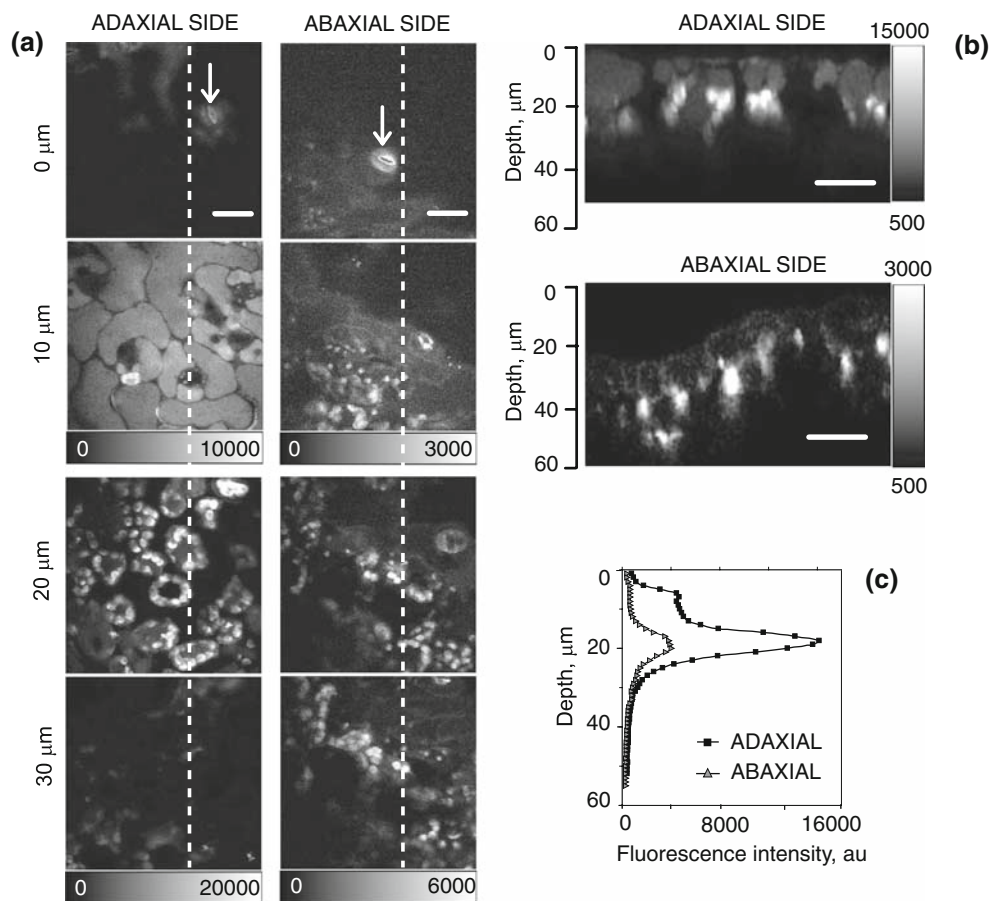 (a)
ADAXIAL SIDE
ABAXIAL SIDE
0 μm
10 μm
0 10000
0 3000
20 μm
30 μm
0 20000
0 6000
(b)
ADAXIAL SIDE
15000
0
20
40
60
Depth, μm
500
ABAXIAL SIDE
3000
0
20
40
60
Depth, μm
500
(c)
0
20
40
60
Depth, μm
ADAXIAL
ABAXIAL
0 8000 16000
Fluorescence intensity, au